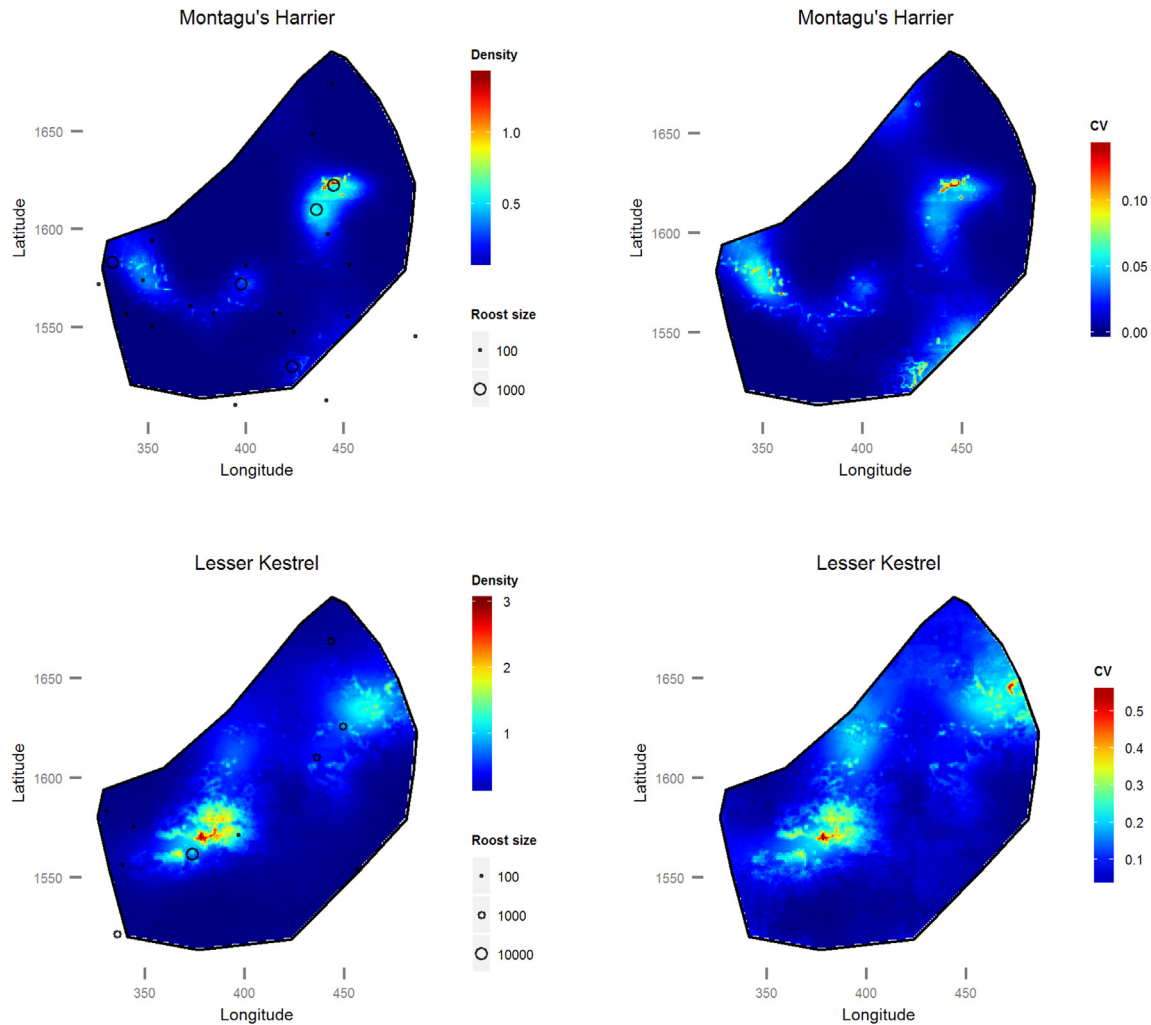 Montagu's Harrier
Latitude
1650
1600
1550
350
400
450
Longitude
Density
1.0
0.5
Roost size
100
1000
Montagu's Harrier
Latitude
1650
1600
1550
350
400
450
Longitude
CV
0.10
0.05
0.00
Lesser Kestrel
Latitude
1650
1600
1550
350
400
450
Longitude
Density
3
2
1
Roost size
100
1000
10000
Lesser Kestrel
Latitude
1650
1600
1550
350
400
450
Longitude
CV
0.5
0.4
0.3
0.2
0.1